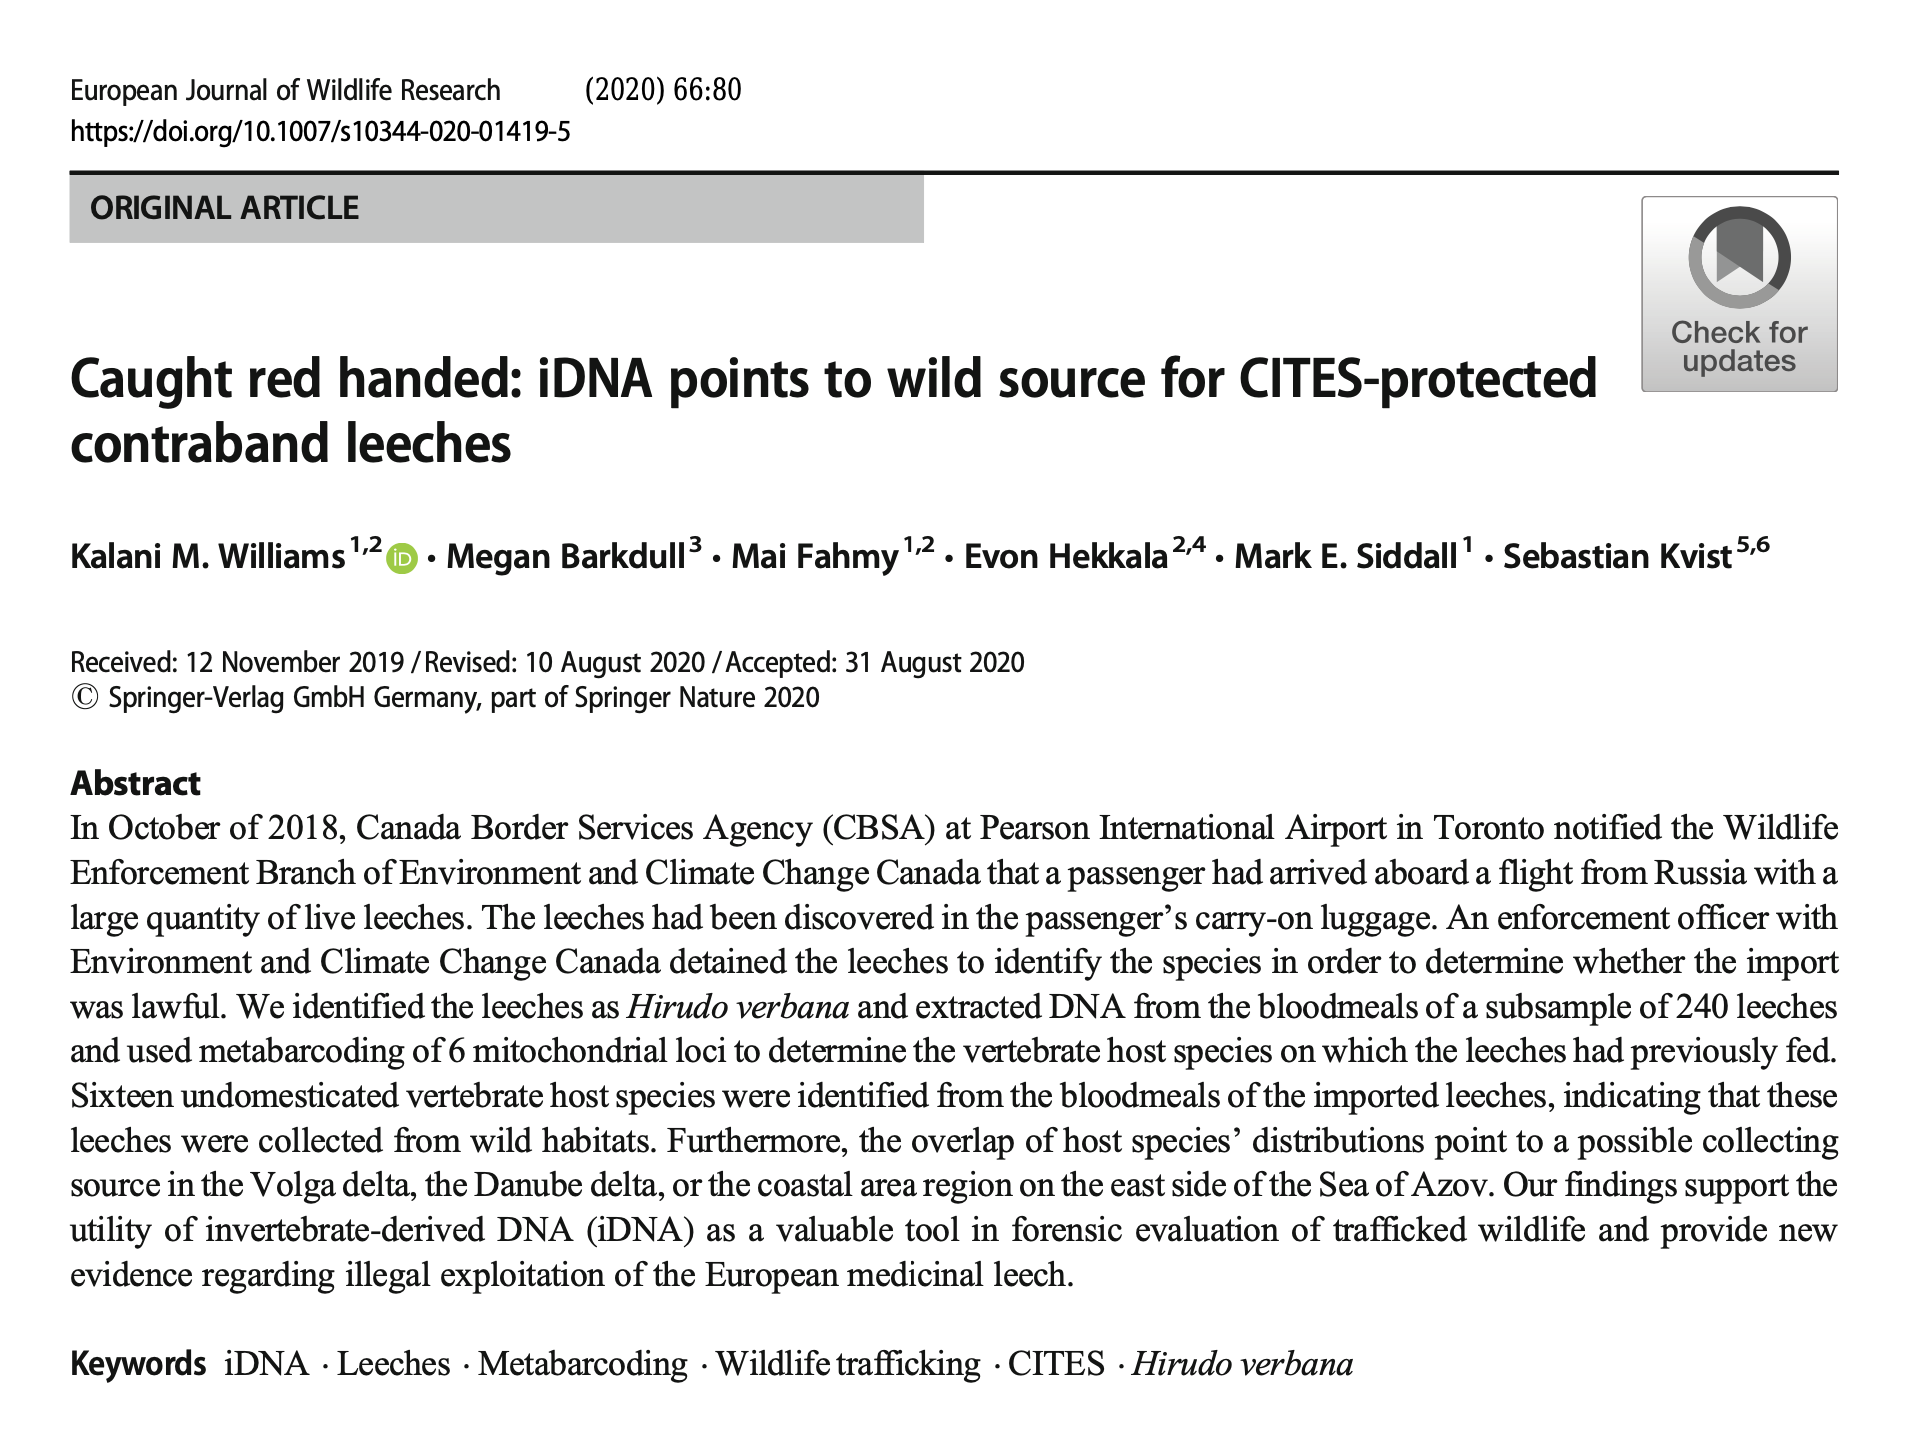 European Journal of Wildlife Research (2020) 66:80
https://doi.org/10.1007/s10344-020-01419-5
ORIGINAL ARTICLE
Check for
updates
Caught red handed: iDNA points to wild source for CITES-protected
contraband leeches
Kalani M. Williams 1,2 iD · Megan Barkdull 3 · Mai Fahmy 1,2 · Evon Hekkala 2,4 · Mark E. Siddall 1 · Sebastian Kvist 5,6
Received: 12 November 2019 / Revised: 10 August 2020 / Accepted: 31 August 2020
© Springer-Verlag GmbH Germany, part of Springer Nature 2020
Abstract
In October of 2018, Canada Border Services Agency (CBSA) at Pearson International Airport in Toronto notified the Wildlife
Enforcement Branch of Environment and Climate Change Canada that a passenger had arrived aboard a flight from Russia with a
large quantity of live leeches. The leeches had been discovered in the passenger's carry-on luggage. An enforcement officer with
Environment and Climate Change Canada detained the leeches to identify the species in order to determine whether the import
was lawful. We identified the leeches as Hirudo verbana and extracted DNA from the bloodmeals of a subsample of 240 leeches
and used metabarcoding of 6 mitochondrial loci to determine the vertebrate host species on which the leeches had previously fed.
Sixteen undomesticated vertebrate host species were identified from the bloodmeals of the imported leeches, indicating that these
leeches were collected from wild habitats. Furthermore, the overlap of host species' distributions point to a possible collecting
source in the Volga delta, the Danube delta, or the coastal area region on the east side of the Sea of Azov. Our findings support the
utility of invertebrate-derived DNA (iDNA) as a valuable tool in forensic evaluation of trafficked wildlife and provide new
evidence regarding illegal exploitation of the European medicinal leech.
Keywords iDNA · Leeches · Metabarcoding · Wildlife trafficking · CITES · Hirudo verbana